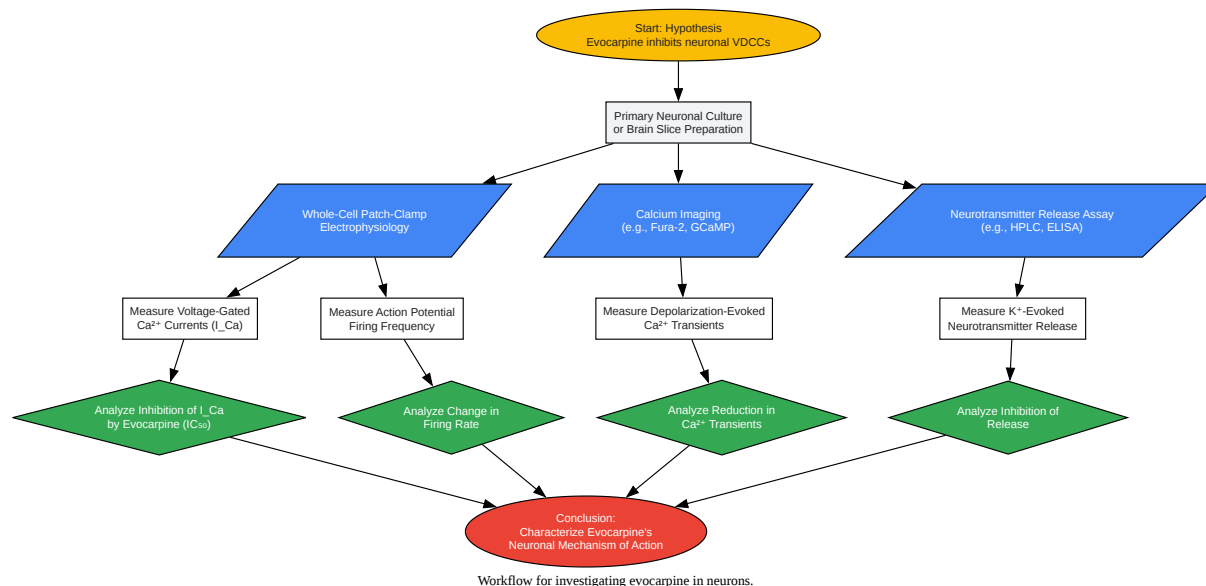 Start: Hypothesis
Evocarpine inhibits neuronal VDCCs
Primary Neuronal Culture
or Brain Slice Preparation
Whole-Cell Patch-Clamp
Electrophysiology
Calcium Imaging
(e.g., Fura-2, GCaMP)
Neurotransmitter Release Assay
(e.g., HPLC, ELISA)
Measure Voltage-Gated
Ca²⁺ Currents (I_Ca)
Measure Action Potential
Firing Frequency
Measure Depolarization-Evoked
Ca²⁺ Transients
Measure K⁺-Evoked
Neurotransmitter Release
Analyze Inhibition of I_Ca
by Evocarpine (IC₅₀)
Analyze Change in
Firing Rate
Analyze Reduction in
Ca²⁺ Transients
Analyze Inhibition of
Release
Conclusion:
Characterize Evocarpine's
Neuronal Mechanism of Action
Workflow for investigating evocarpine in neurons.